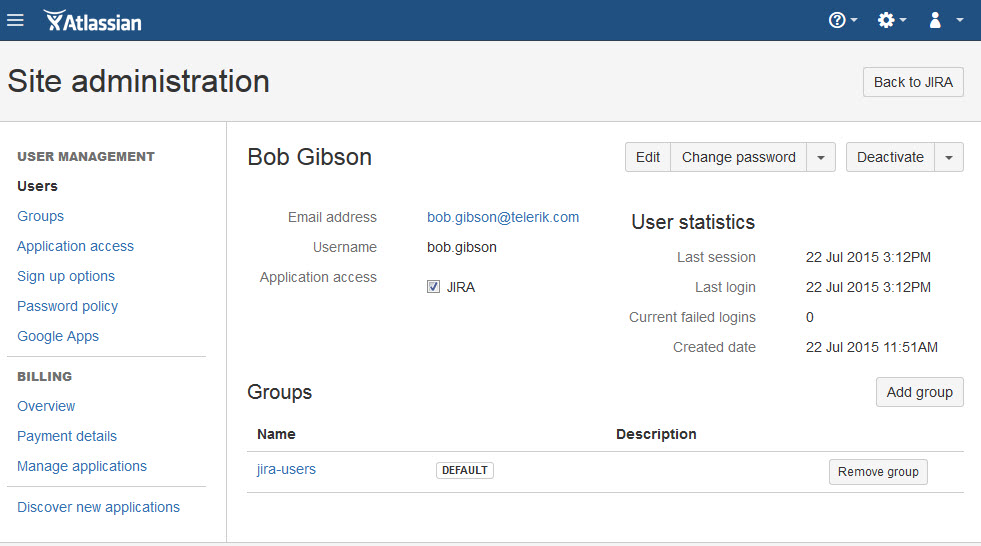 Atlassian
Site administration
Back to JIRA
USER MANAGEMENT
Users
Groups
Application access
Sign up options
Password policy
Google Apps
BILLING
Overview
Payment details
Manage applications
Discover new applications
Bob Gibson
Edit Change password Deactivate
Email address bob.gibson@telerik.com
Username bob.gibson
Application access JIRA
User statistics
Last session 22 Jul 2015 3:12PM
Last login 22 Jul 2015 3:12PM
Current failed logins 0
Created date 22 Jul 2015 11:51AM
Groups Add group
Name Description
jira-users DEFAULT Remove group